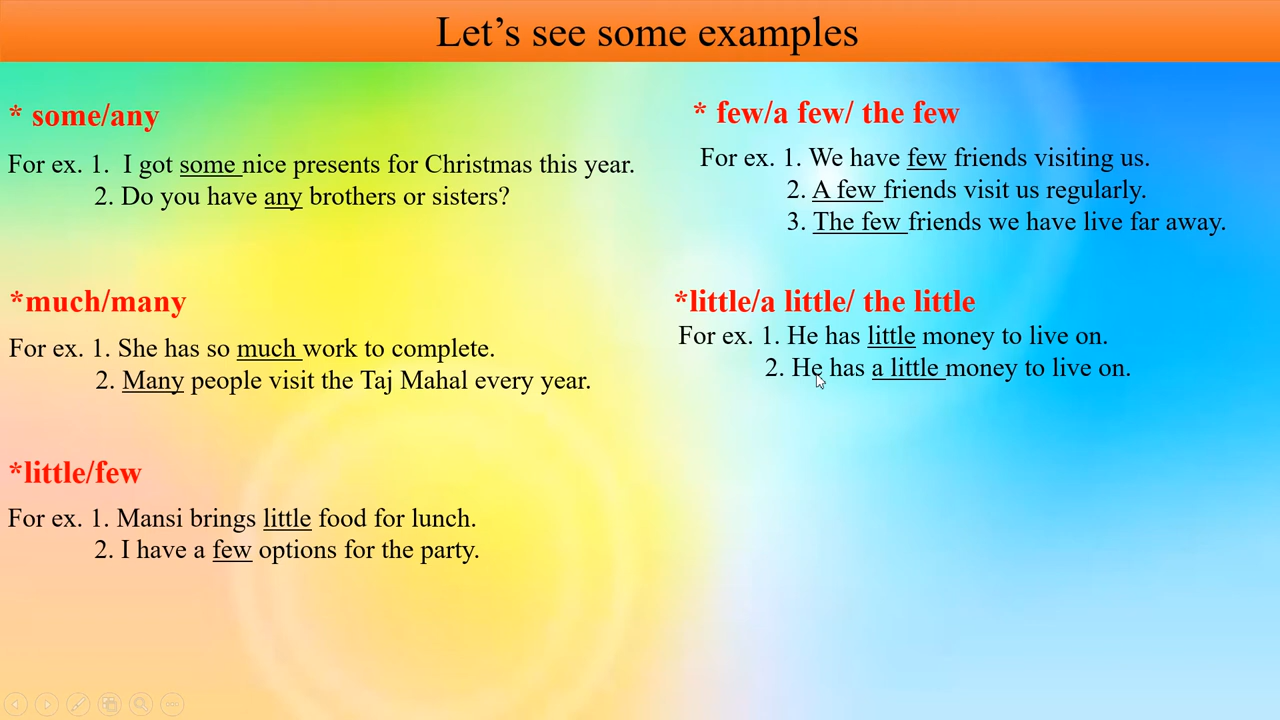 Let's see some examples
* some/any
For ex. 1. I got some nice presents for Christmas this year.
2. Do you have any brothers or sisters?
*much/many
For ex. 1. She has so much work to complete.
2. Many people visit the Taj Mahal every year.
*little/few
For ex. 1. Mansi brings little food for lunch.
2. I have a few options for the party.
* few/a few/ the few
For ex. 1. We have few friends visiting us.
2. A few friends visit us regularly.
3. The few friends we have live far away.
*little/a little/ the little
For ex. 1. He has little money to live on.
2. He has a little money to live on.